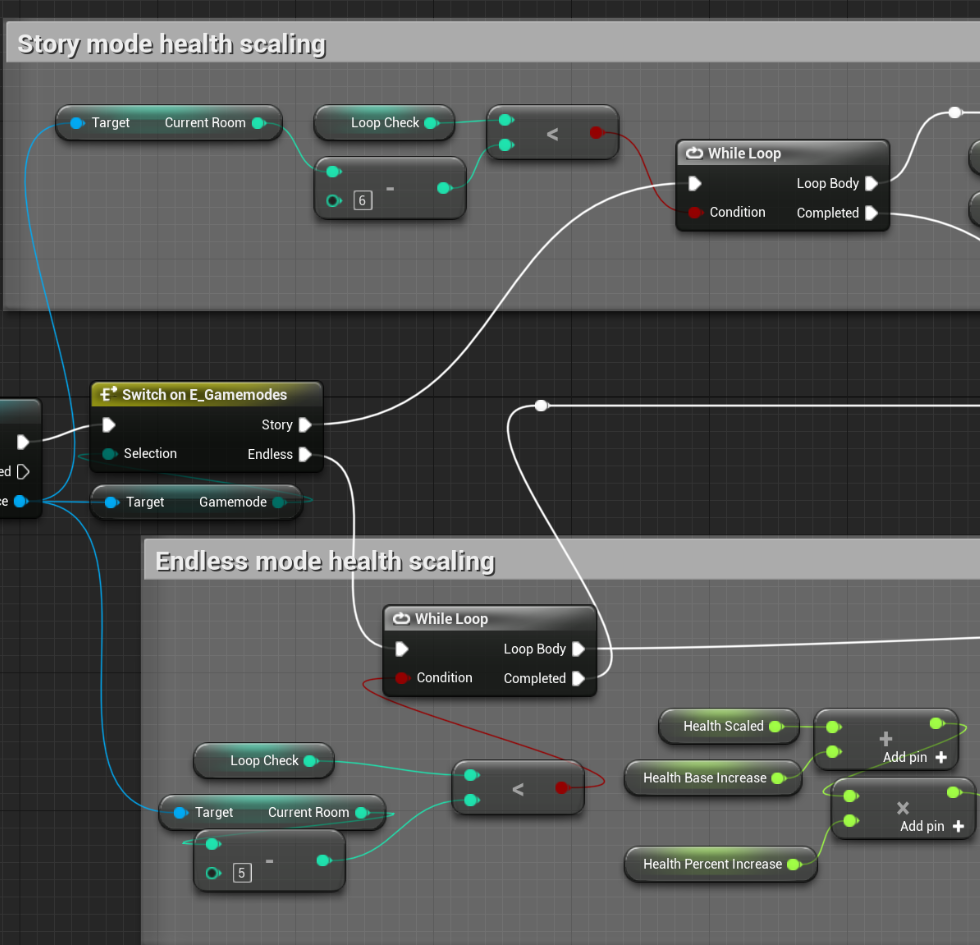 Story mode health scaling
Target Current Room
Loop Check
<
- 6
While Loop
Loop Body
Condition Completed
Switch on E_Gamemodes
Story
Selection Endless
ed
ce
Target Gamemode
Endless mode health scaling
While Loop
Loop Body
Condition Completed
Loop Check
<
Target Current Room
- 5
Health Scaled
+
Add pin +
Health Base Increase
×
Add pin +
Health Percent Increase